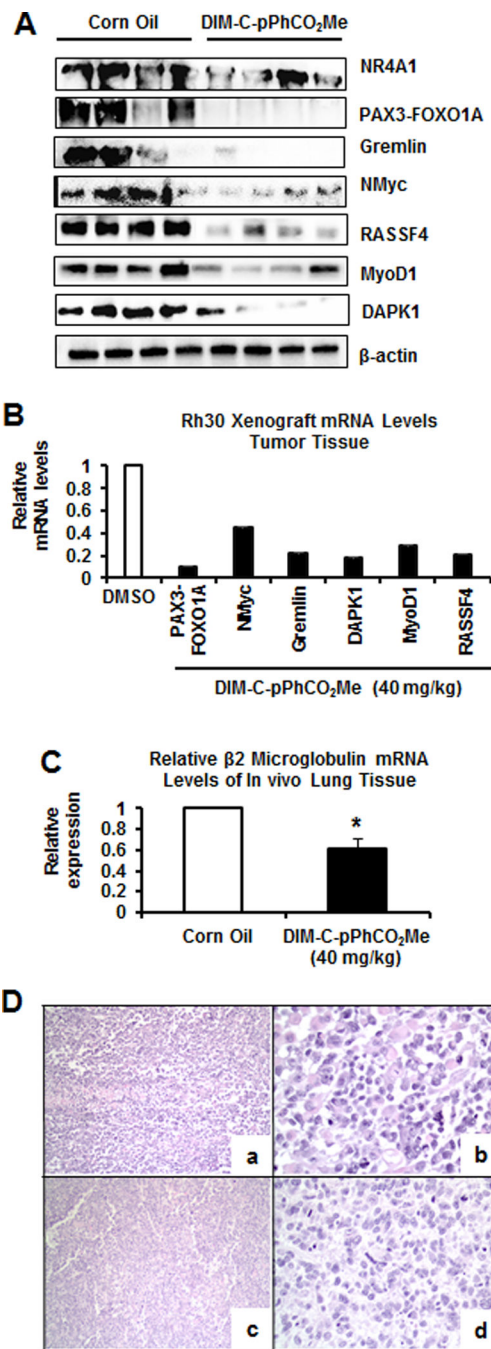 A
Corn Oil DIM-C-pPhCO₂Me
NR4A1
PAX3-FOXO1A
Gremlin
NMyc
RASSF4
MyoD1
DAPK1
β-actin
B
Rh30 Xenograft mRNA Levels
Tumor Tissue
Relative
mRNA levels
1
0.8
0.6
0.4
0.2
0
DMSO
PAX3-
FOXO1A
NMyc
Gremlin
DAPK1
MyoD1
RASSF4
DIM-C-pPhCO₂Me (40 mg/kg)
C
Relative β2 Microglobulin mRNA
Levels of In vivo Lung Tissue
Relative
expression
1
0.8
0.6
0.4
0.2
0
*
Corn Oil DIM-C-pPhCO₂Me
(40 mg/kg)
D
a
b
c
d